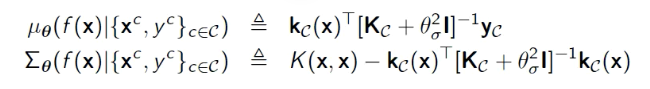 μ_θ(f(x)|{x^c, y^c}_{c∈𝒞}) ≜ k_𝒞(x)^⊤[K_𝒞 + θ_σ^2 I]^{-1} y_𝒞
Σ_θ(f(x)|{x^c, y^c}_{c∈𝒞}) ≜ K(x, x) − k_𝒞(x)^⊤[K_𝒞 + θ_σ^2 I]^{-1} k_𝒞(x)